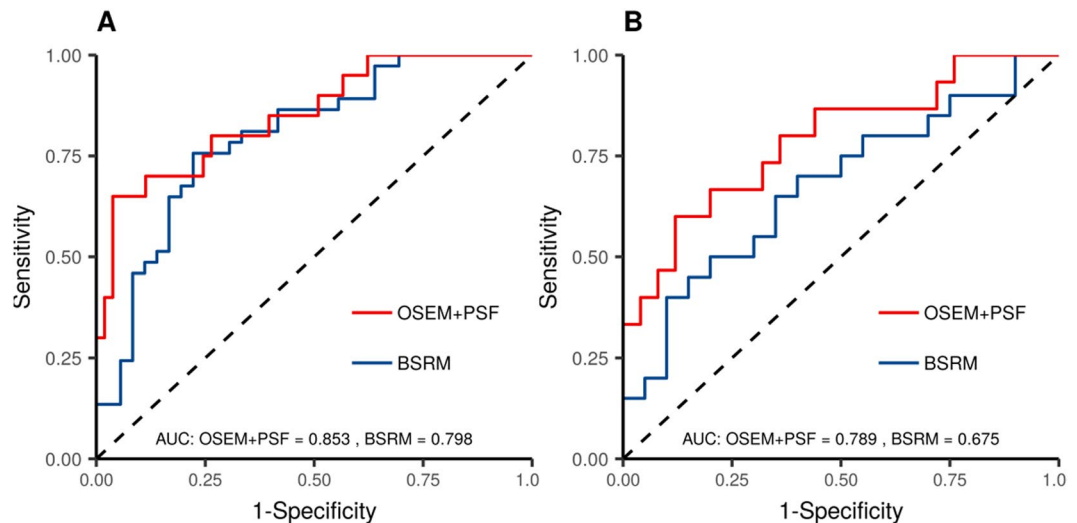 A
1.00
0.75
0.50
0.25
0.00
Sensitivity
OSEM+PSF
BSRM
AUC: OSEM+PSF = 0.853 , BSRM = 0.798
0.00 0.25 0.50 0.75 1.0
1-Specificity
B
1.00
0.75
0.50
0.25
0.00
Sensitivity
OSEM+PSF
BSRM
AUC: OSEM+PSF = 0.789 , BSRM = 0.675
0.00 0.25 0.50 0.75 1.0
1-Specificity